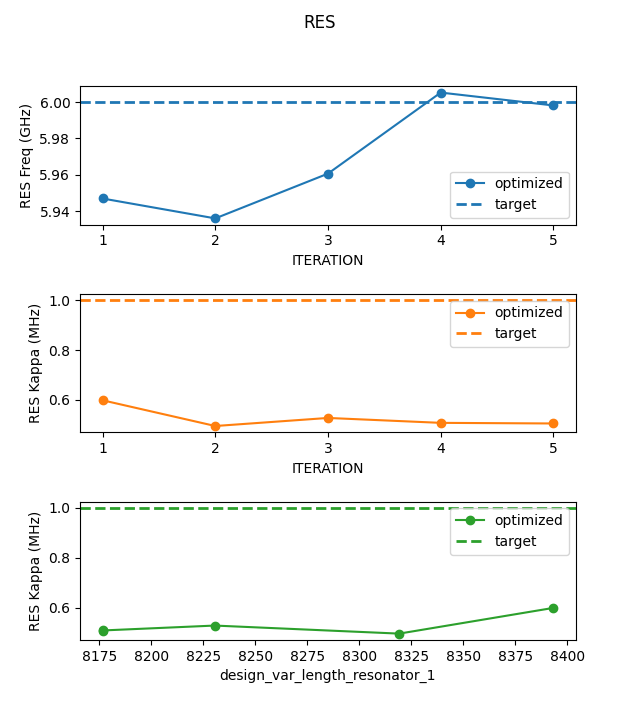 RES
RES Freq (GHz)
6.00
5.98
5.96
5.94
optimized
target
1 2 3 4 5
ITERATION
RES Kappa (MHz)
1.0
0.8
0.6
optimized
target
1 2 3 4 5
ITERATION
RES Kappa (MHz)
1.0
0.8
0.6
optimized
target
8175 8200 8225 8250 8275 8300 8325 8350 8375 8400
design_var_length_resonator_1